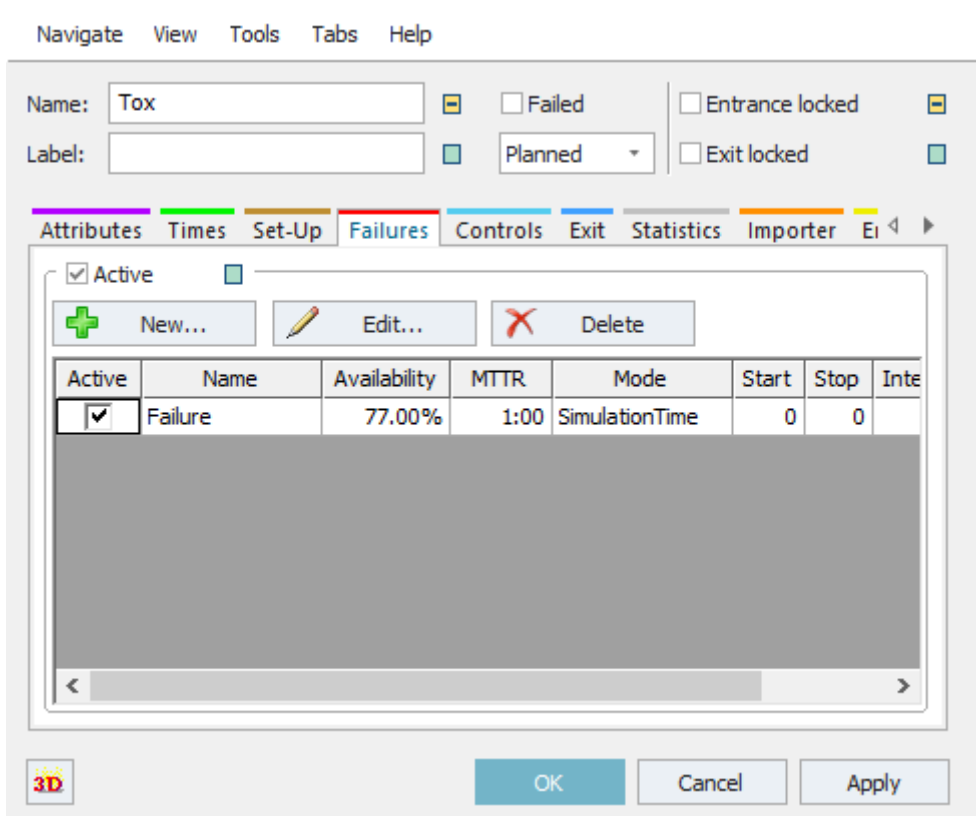 Navigate View Tools Tabs Help
Name: Tox Failed Entrance locked
Label: Planned Exit locked
Attributes Times Set-Up Failures Controls Exit Statistics Importer
Active
New... Edit... Delete
Active Name Availability MTTR Mode Start Stop Inte
Failure 77.00% 1:00 SimulationTime 0 0
3D OK Cancel Apply